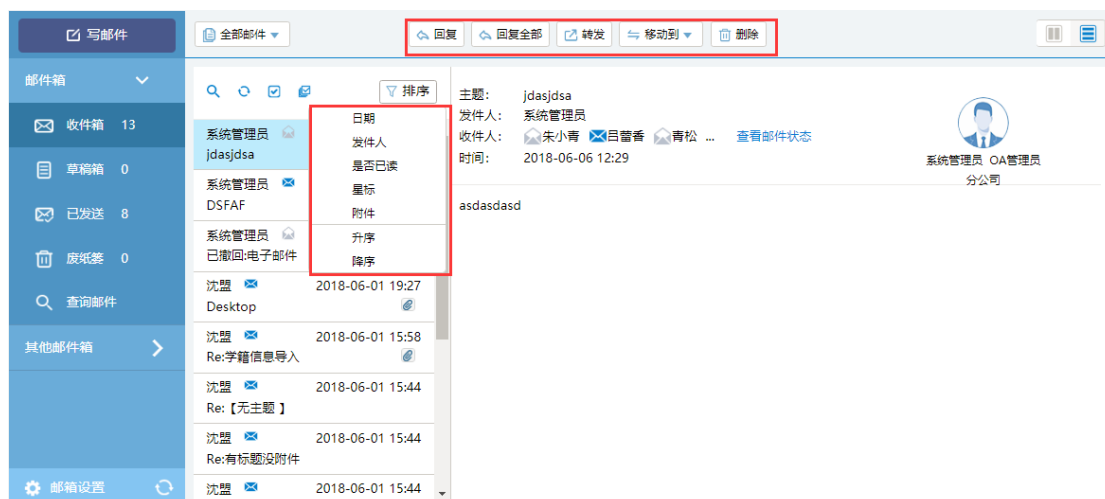 写邮件
全部邮件
回复
回复全部
转发
移动到
删除
邮件箱
收件箱 13
草稿箱 0
已发送 8
废纸篓 0
查询邮件
其他邮件箱
邮箱设置
排序
日期
发件人
是否已读
星标
附件
升序
降序
系统管理员
jdasjdsa
系统管理员
DSFAF
系统管理员
已撤回:电子邮件
沈盟 2018-06-01 19:27
Desktop
沈盟 2018-06-01 15:58
Re:学籍信息导入
沈盟 2018-06-01 15:44
Re:【无主题 】
沈盟 2018-06-01 15:44
Re:有标题没附件
沈盟 2018-06-01 15:44
主题: jdasjdsa
发件人: 系统管理员
收件人: 朱小青 吕蕾香 青松 ... 查看邮件状态
时间: 2018-06-06 12:29
系统管理员 OA管理员
分公司
asdasdasd